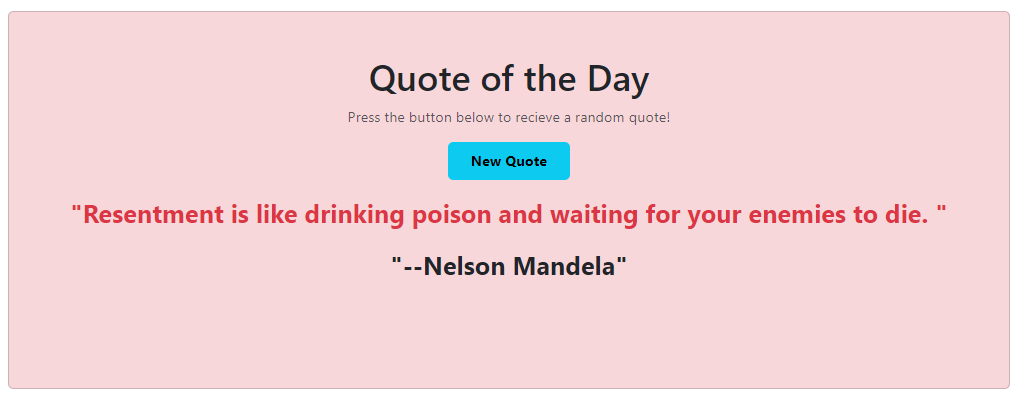 Quote of the Day
Press the button below to recieve a random quote!
New Quote
"Resentment is like drinking poison and waiting for your enemies to die. "
"--Nelson Mandela"